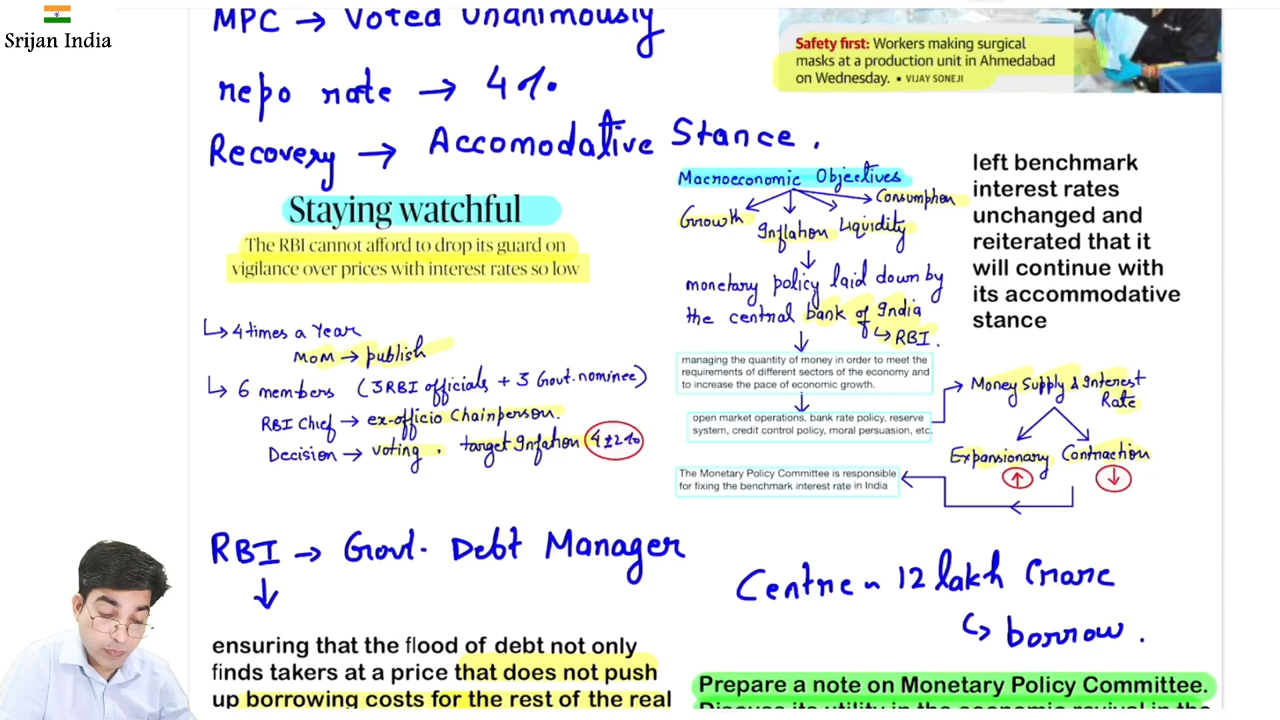 Srijan India
MPC → Voted Unanimously
repo rate → 4%
Recovery → Accomodative Stance.
Safety first: Workers making surgical
masks at a production unit in Ahmedabad
on Wednesday. • VIJAY SONEJI
Staying watchful
The RBI cannot afford to drop its guard on
vigilance over prices with interest rates so low
↳ 4 times a Year
MOM → publish
↳ 6 members (3 RBI officials + 3 Govt. nominee)
RBI Chief → ex-officio Chairperson.
Decision → voting, target Inflation 4±2%
Macroeconomic Objectives
Growth Inflation Liquidity Consumption
monetary policy laid down by
the central bank of India
↳ RBI.
managing the quantity of money in order to meet the
requirements of different sectors of the economy and
to increase the pace of economic growth.
open market operations, bank rate policy, reserve
system, credit control policy, moral persuasion, etc.
The Monetary Policy Committee is responsible
for fixing the benchmark interest rate in India
Money Supply & Interest
Rate
Expansionary Contraction
↑ ↓
left benchmark
interest rates
unchanged and
reiterated that it
will continue with
its accommodative
stance
RBI → Govt. Debt Manager
↓
ensuring that the flood of debt not only
finds takers at a price that does not push
up borrowing costs for the rest of the real
Centre ~ 12 lakh Crore
↳ borrow.
Prepare a note on Monetary Policy Committee.
Discuss its utility in the economic revival in the